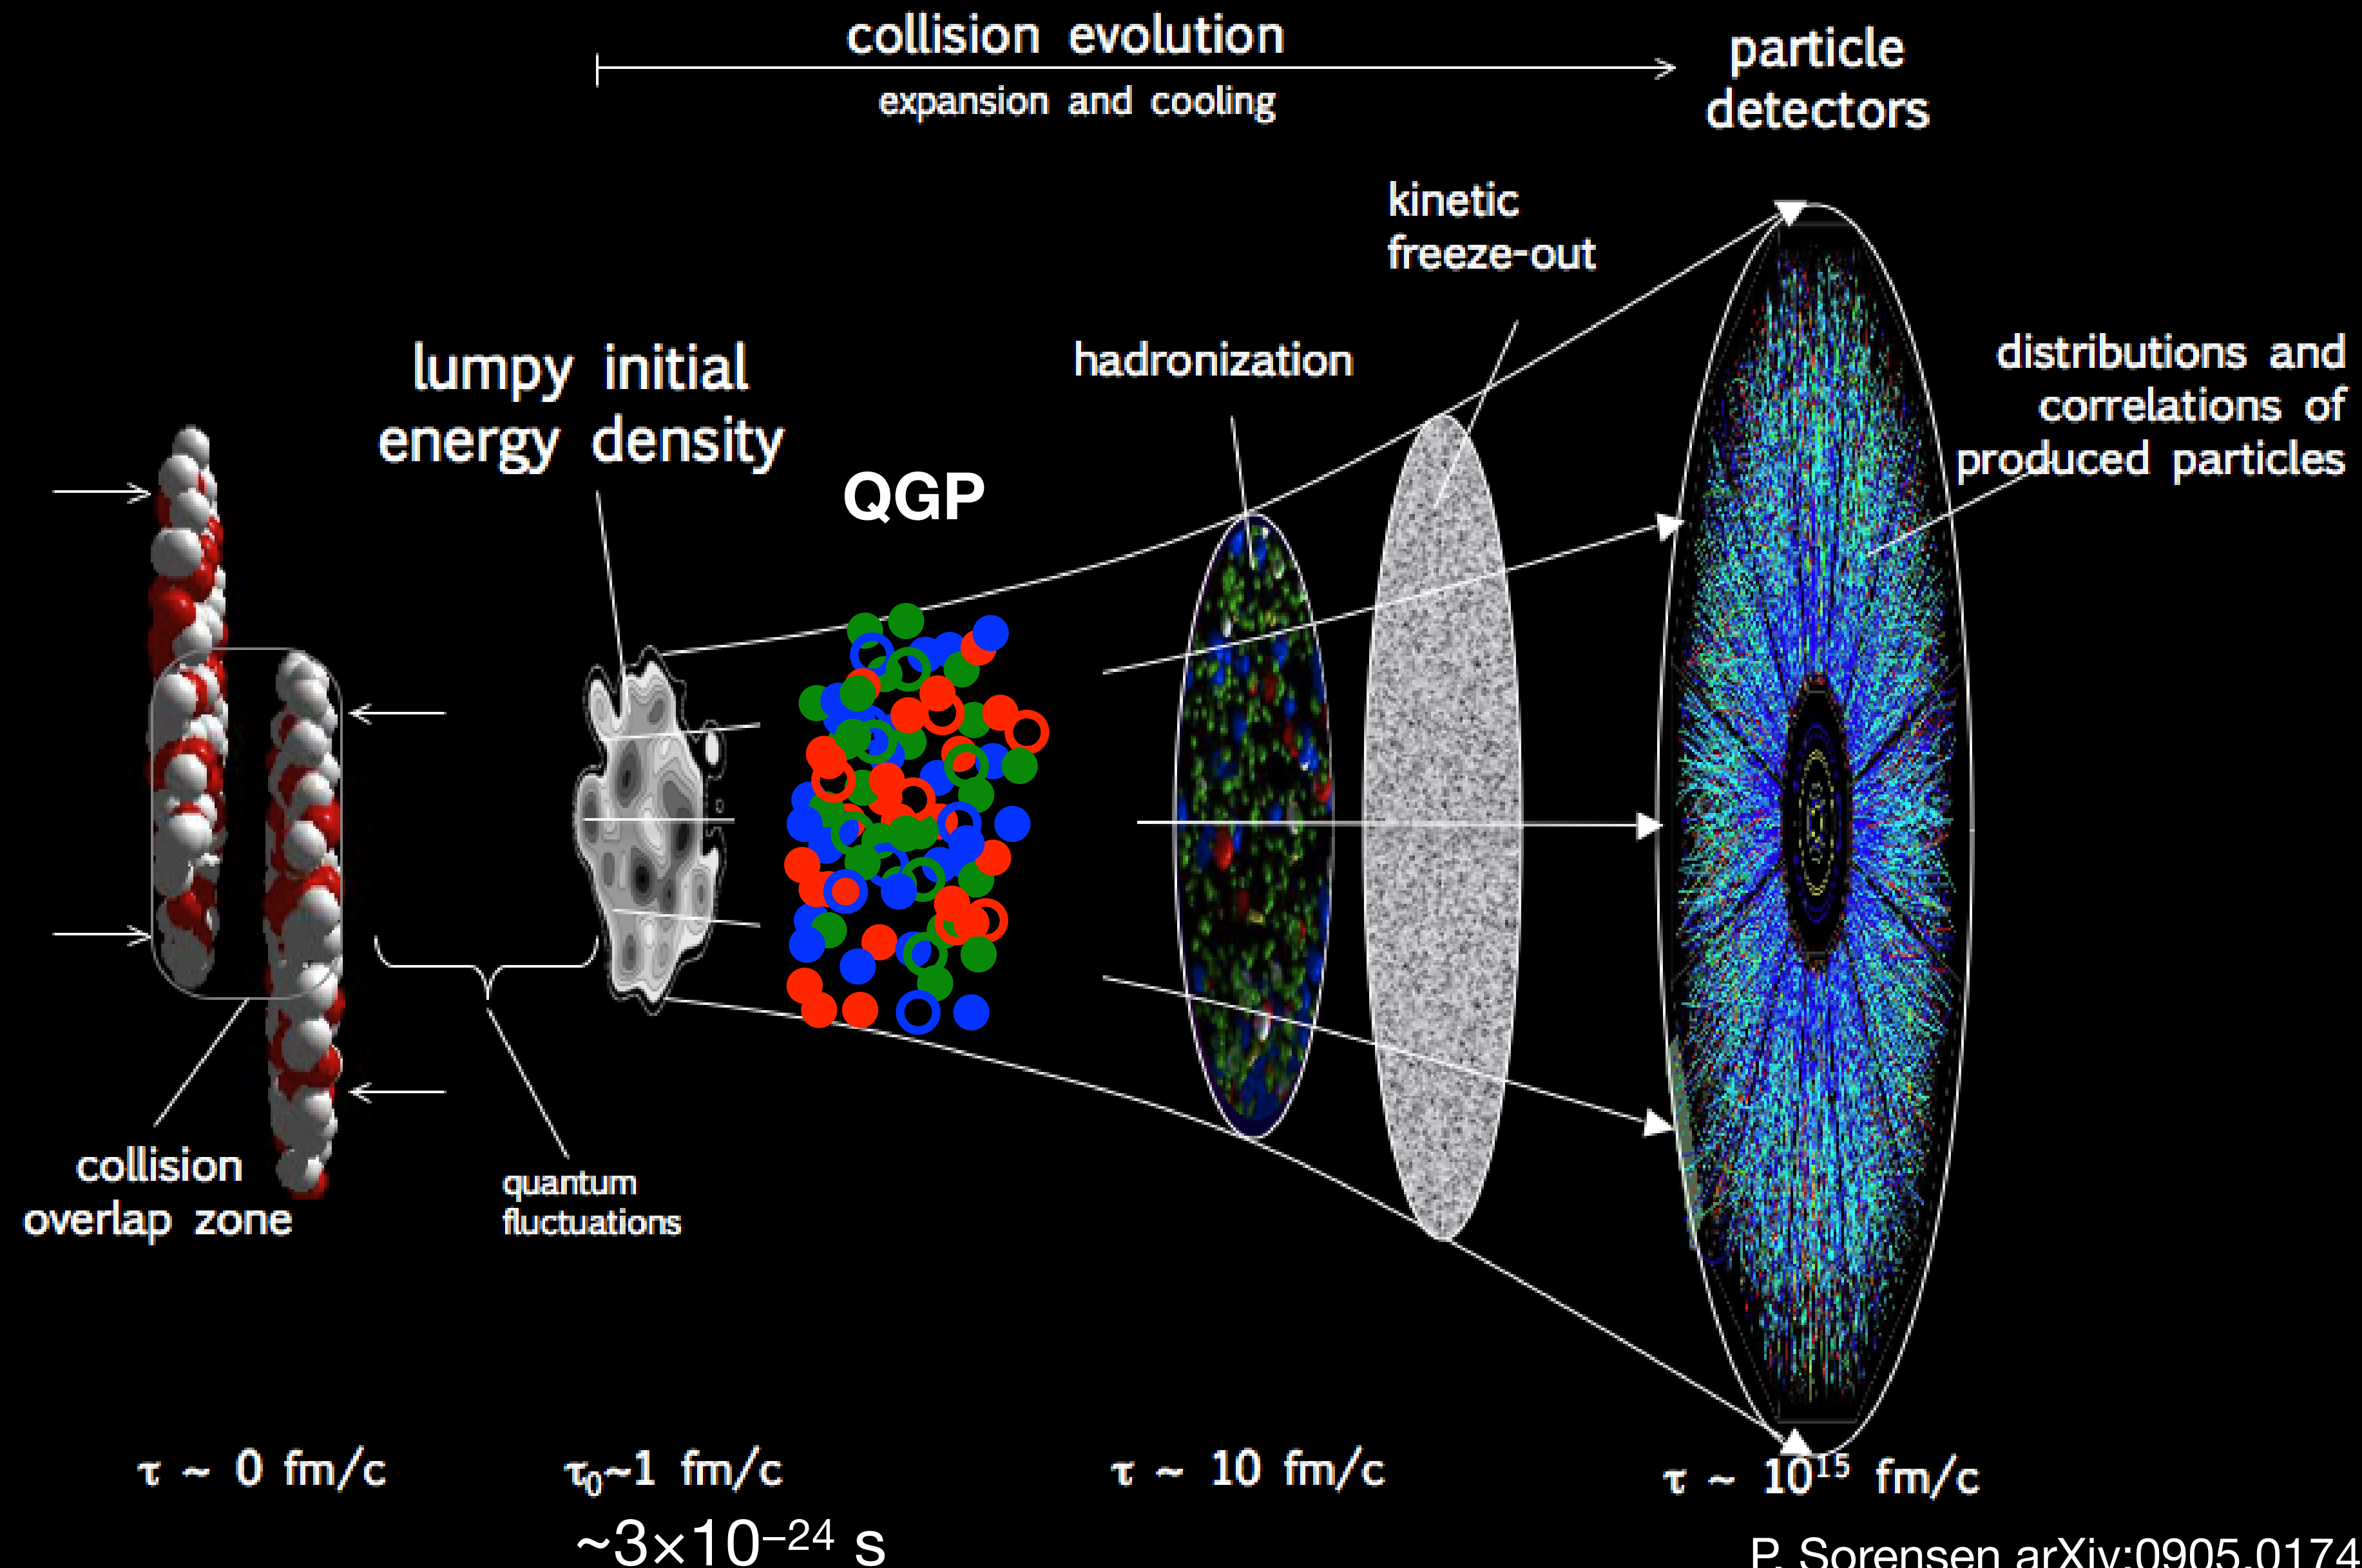 collision evolution
expansion and cooling
particle
detectors
kinetic
freeze-out
lumpy initial
energy density
hadronization
distributions and
correlations of
produced particles
QGP
collision
overlap zone
quantum
fluctuations
τ ~ 0 fm/c
τ₀~1 fm/c
τ ~ 10 fm/c
τ ~ 10¹⁵ fm/c
~3×10⁻²⁴ s
P. Sorensen arXiv:0905.0174